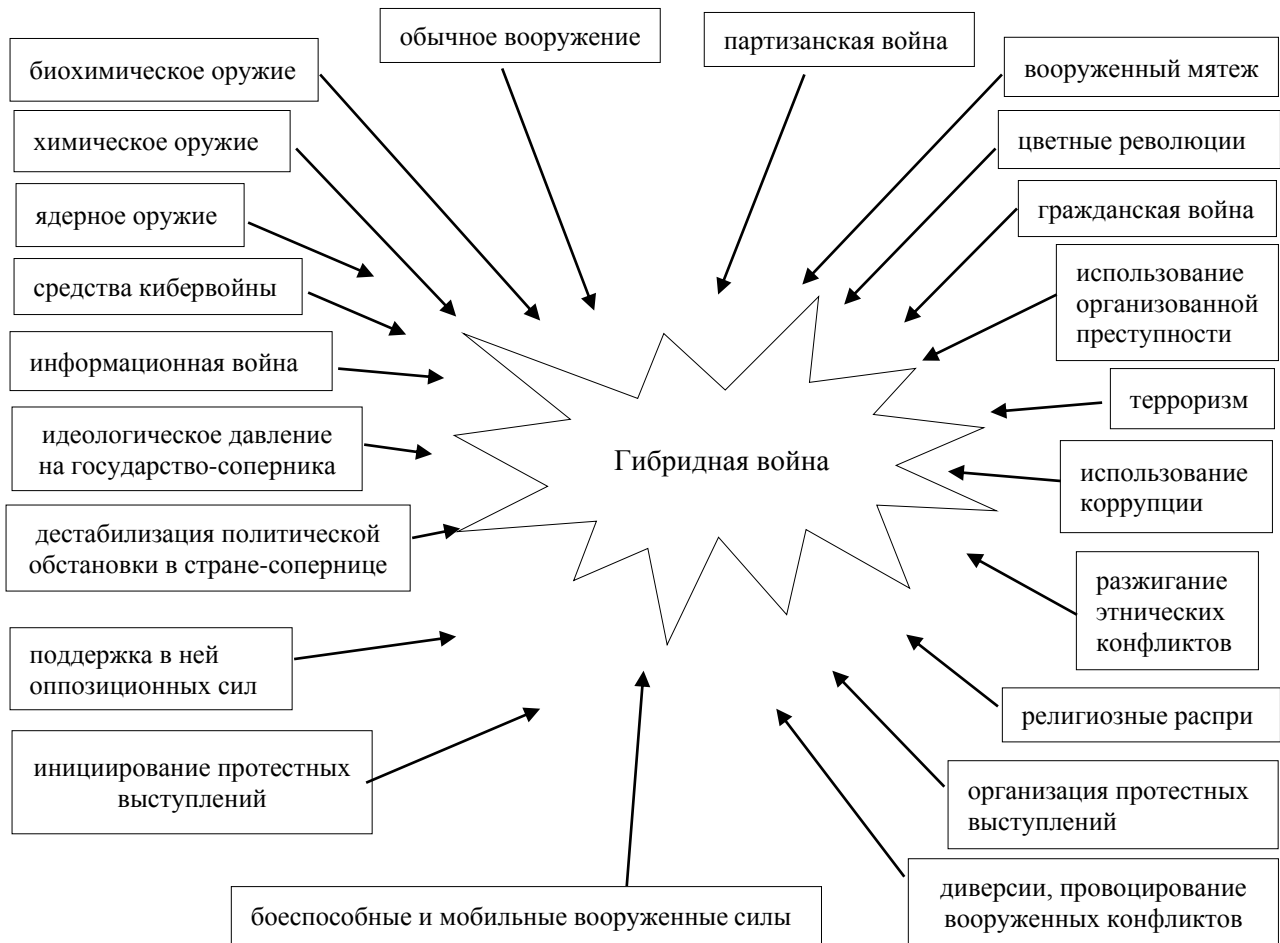 обычное вооружение
партизанская война
биохимическое оружие
вооруженный мятеж
химическое оружие
цветные революции
ядерное оружие
гражданская война
средства кибервойны
использование
организованной
преступности
информационная война
терроризм
идеологическое давление
на государство-соперника
Гибридная война
использование
коррупции
дестабилизация политической
обстановки в стране-сопернице
разжигание
этнических
конфликтов
поддержка в ней
оппозиционных сил
религиозные распри
инициирование протестных
выступлений
организация протестных
выступлений
боеспособные и мобильные вооруженные силы
диверсии, провоцирование
вооруженных конфликтов